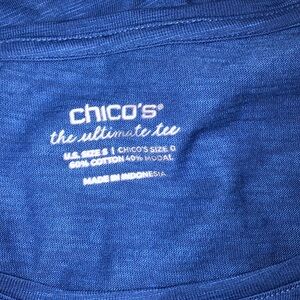 chico's®
the ultimate tee
U.S. SIZE S | CHICO'S SIZE 0
60% COTTON 40% MODAL
MADE IN INDONESIA